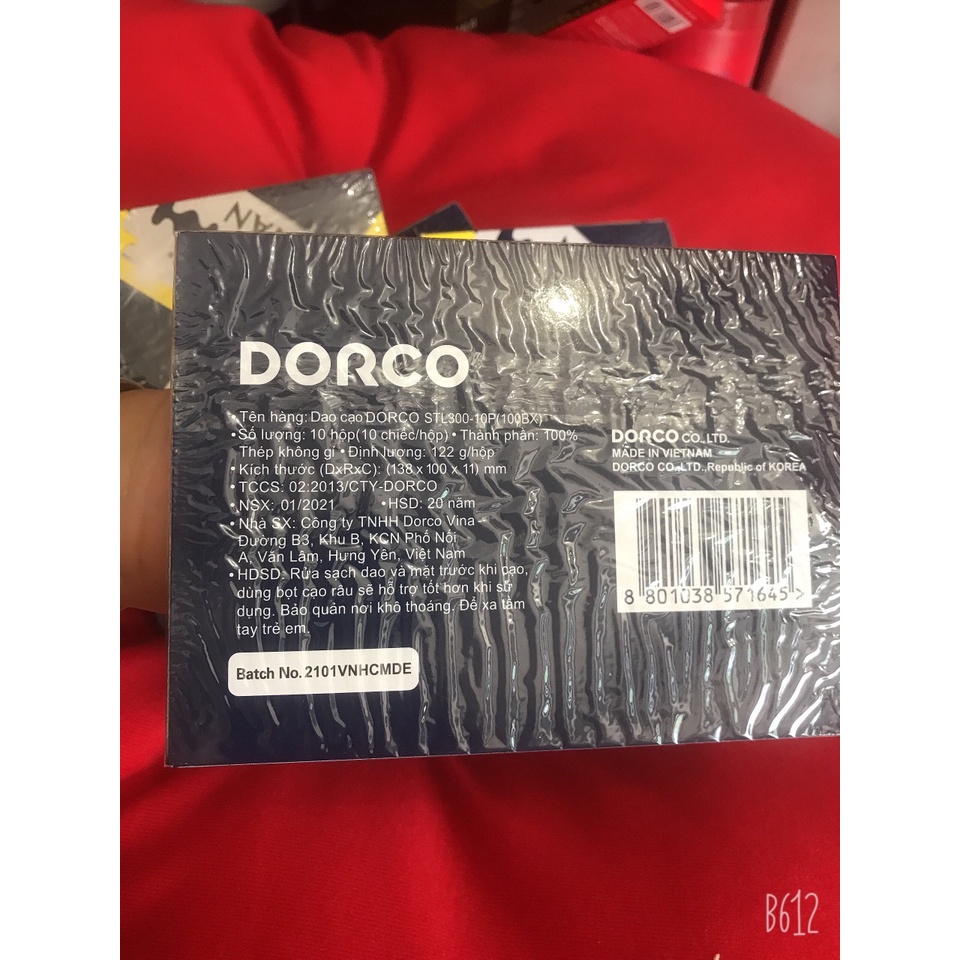 DORCO
• Tên hàng: Dao cạo DORCO STL300-10P(100BX)
• Số lượng: 10 hộp(10 chiếc/hộp) • Thành phần: 100%
Thép không gỉ • Định lượng: 122 g/hộp
• Kích thước (DxRxC): (138 x 100 x 11) mm
• TCCS: 02:2013/CTY-DORCO
• NSX: 01/2021 • HSD: 20 năm
• Nhà SX: Công ty TNHH Dorco Vina
Đường B3, Khu B, KCN Phố Nối
A, Văn Lâm, Hưng Yên, Việt Nam
• HDSD: Rửa sạch dao và mặt trước khi cạo,
dùng bọt cạo râu sẽ hỗ trợ tốt hơn khi sử
dụng. Bảo quản nơi khô thoáng. Để xa tầm
tay trẻ em.
Batch No. 2101VNHCMDE
DORCO CO.,LTD.
MADE IN VIETNAM
DORCO CO.,LTD.,Republic of KOREA
8 801038 571645 >
B612